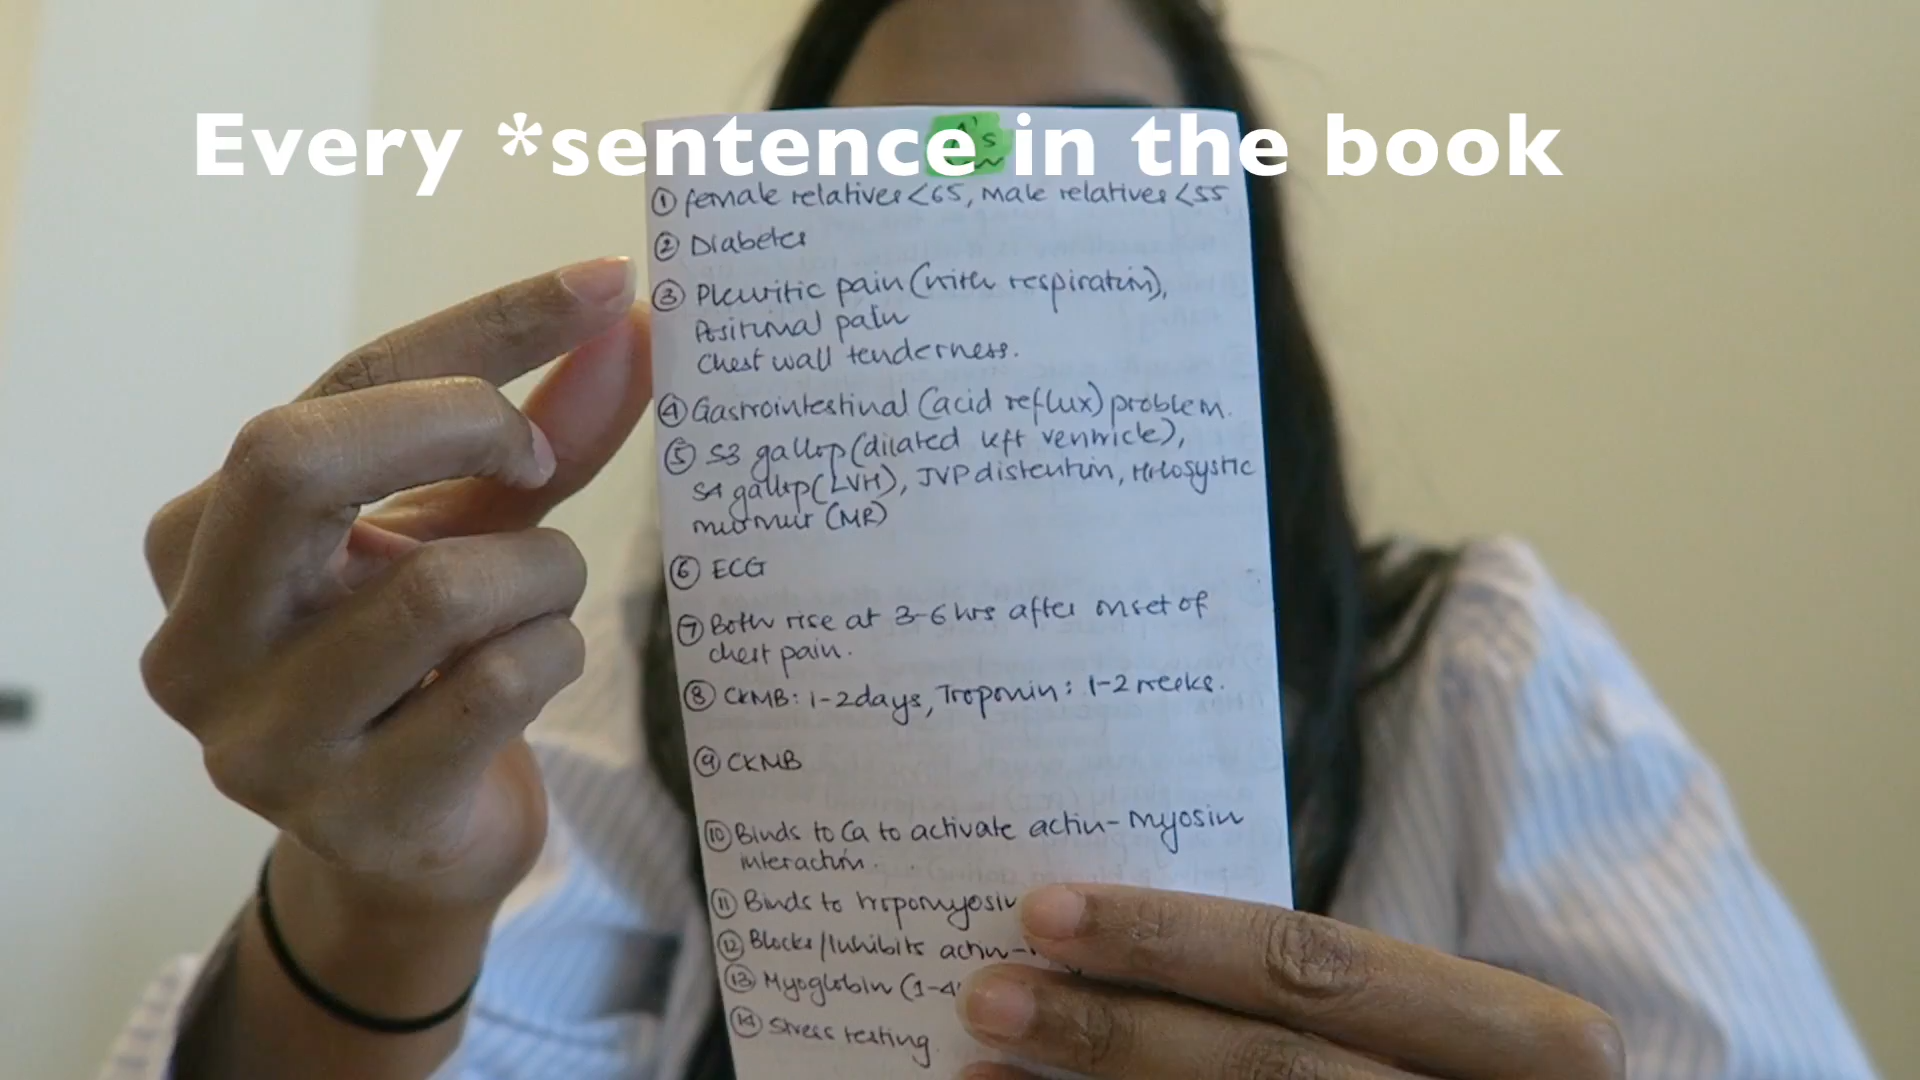 Every *sentence in the book
A's
① female relatives <65, Male relatives <55
② Diabetes
③ Pleuritic pain (with respiration),
Positional pain
Chest wall tenderness.
④ Gastrointestinal (acid reflux) problem.
⑤ S3 gallop (dilated left ventricle),
S4 gallop (LVH), JVP distention, Holosystic
murmur (MR)
⑥ ECG
⑦ Both rise at 3-6 hrs after onset of
chest pain.
⑧ CKMB: 1-2 days, Troponin: 1-2 weeks.
⑨ CKMB
⑩ Binds to Ca to activate actin-myosin
interaction.
⑪ Binds to tropomyosin
⑫ Blocks/Inhibits actin-
⑬ Myoglobin (1-4
⑭ Stress testing.